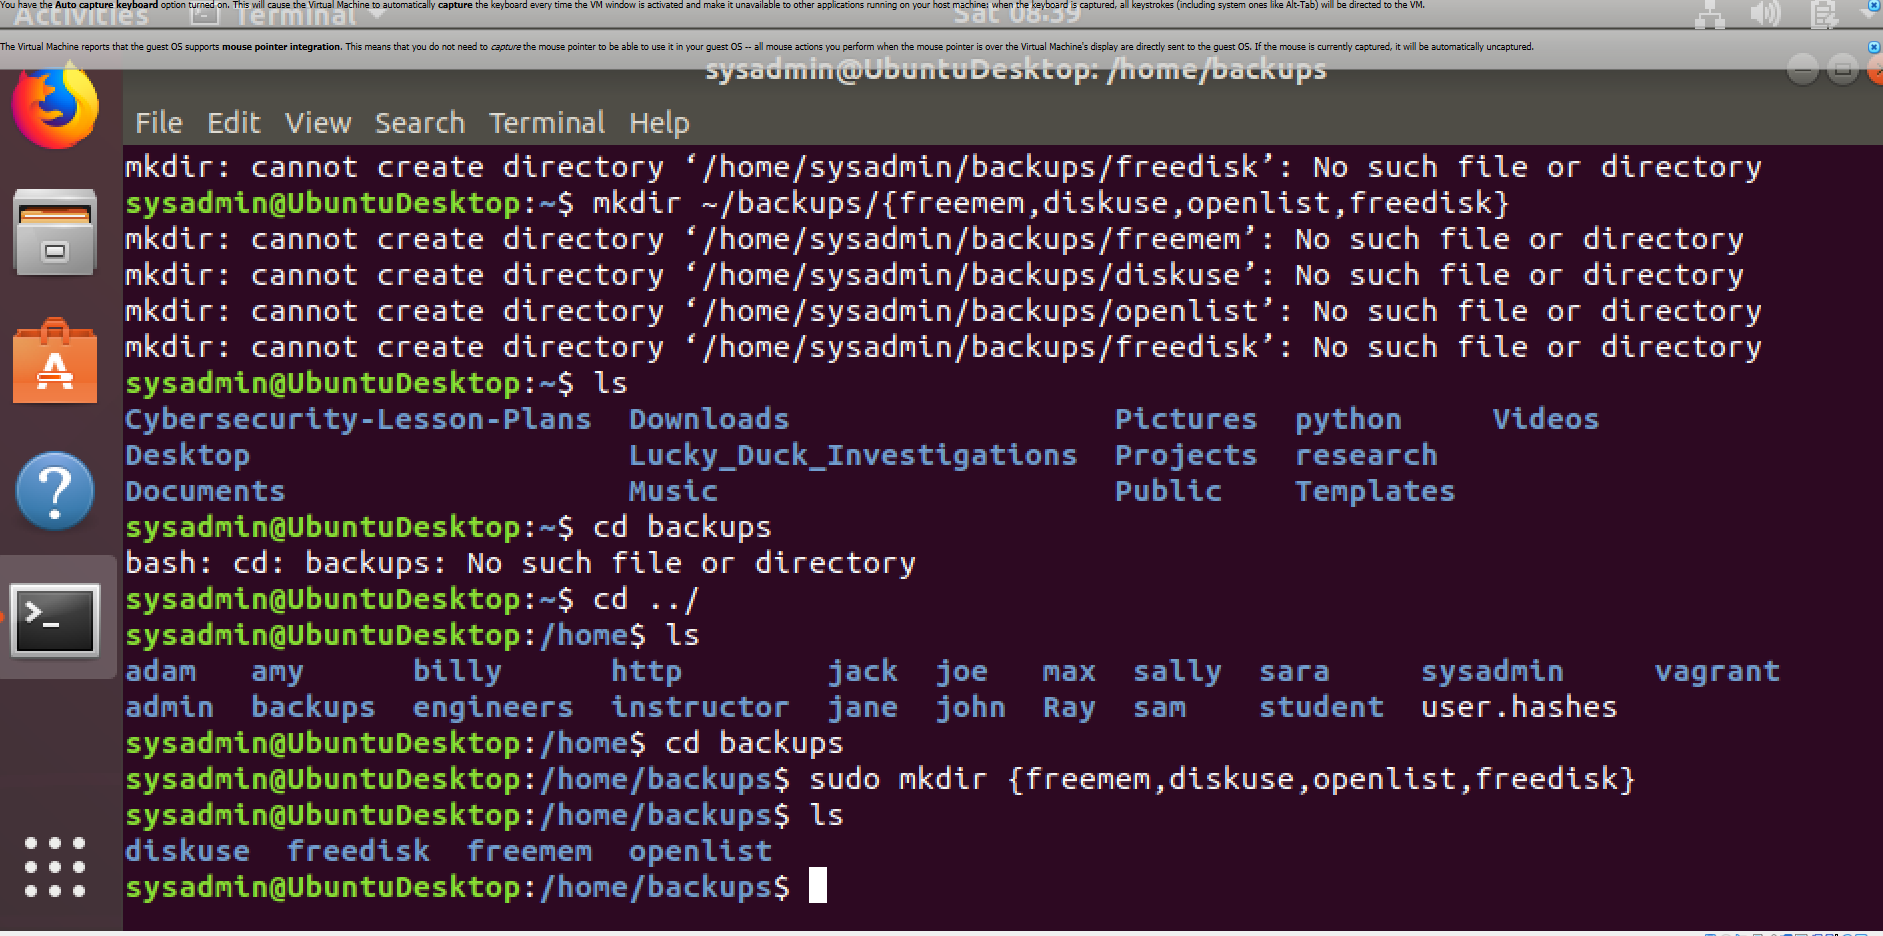 You have the Auto capture keyboard option turned on. This will cause the Virtual Machine to automatically capture the keyboard every time the VM window is activated and make it unavailable to other applications running on your host machine: when the keyboard is captured, all keystrokes (including system ones like Alt-Tab) will be directed to the VM.
Activities Terminal Sat 08:39
The Virtual Machine reports that the guest OS supports mouse pointer integration. This means that you do not need to capture the mouse pointer to be able to use it in your guest OS -- all mouse actions you perform when the mouse pointer is over the Virtual Machine's display are directly sent to the guest OS. If the mouse is currently captured, it will be automatically uncaptured.
sysadmin@UbuntuDesktop: /home/backups
File Edit View Search Terminal Help
mkdir: cannot create directory ‘/home/sysadmin/backups/freedisk’: No such file or directory
sysadmin@UbuntuDesktop:~$ mkdir ~/backups/{freemem,diskuse,openlist,freedisk}
mkdir: cannot create directory ‘/home/sysadmin/backups/freemem’: No such file or directory
mkdir: cannot create directory ‘/home/sysadmin/backups/diskuse’: No such file or directory
mkdir: cannot create directory ‘/home/sysadmin/backups/openlist’: No such file or directory
mkdir: cannot create directory ‘/home/sysadmin/backups/freedisk’: No such file or directory
sysadmin@UbuntuDesktop:~$ ls
Cybersecurity-Lesson-Plans Downloads Pictures python Videos
Desktop Lucky_Duck_Investigations Projects research
Documents Music Public Templates
sysadmin@UbuntuDesktop:~$ cd backups
bash: cd: backups: No such file or directory
sysadmin@UbuntuDesktop:~$ cd ../
sysadmin@UbuntuDesktop:/home$ ls
adam amy billy http jack joe max sally sara sysadmin vagrant
admin backups engineers instructor jane john Ray sam student user.hashes
sysadmin@UbuntuDesktop:/home$ cd backups
sysadmin@UbuntuDesktop:/home/backups$ sudo mkdir {freemem,diskuse,openlist,freedisk}
sysadmin@UbuntuDesktop:/home/backups$ ls
diskuse freedisk freemem openlist
sysadmin@UbuntuDesktop:/home/backups$